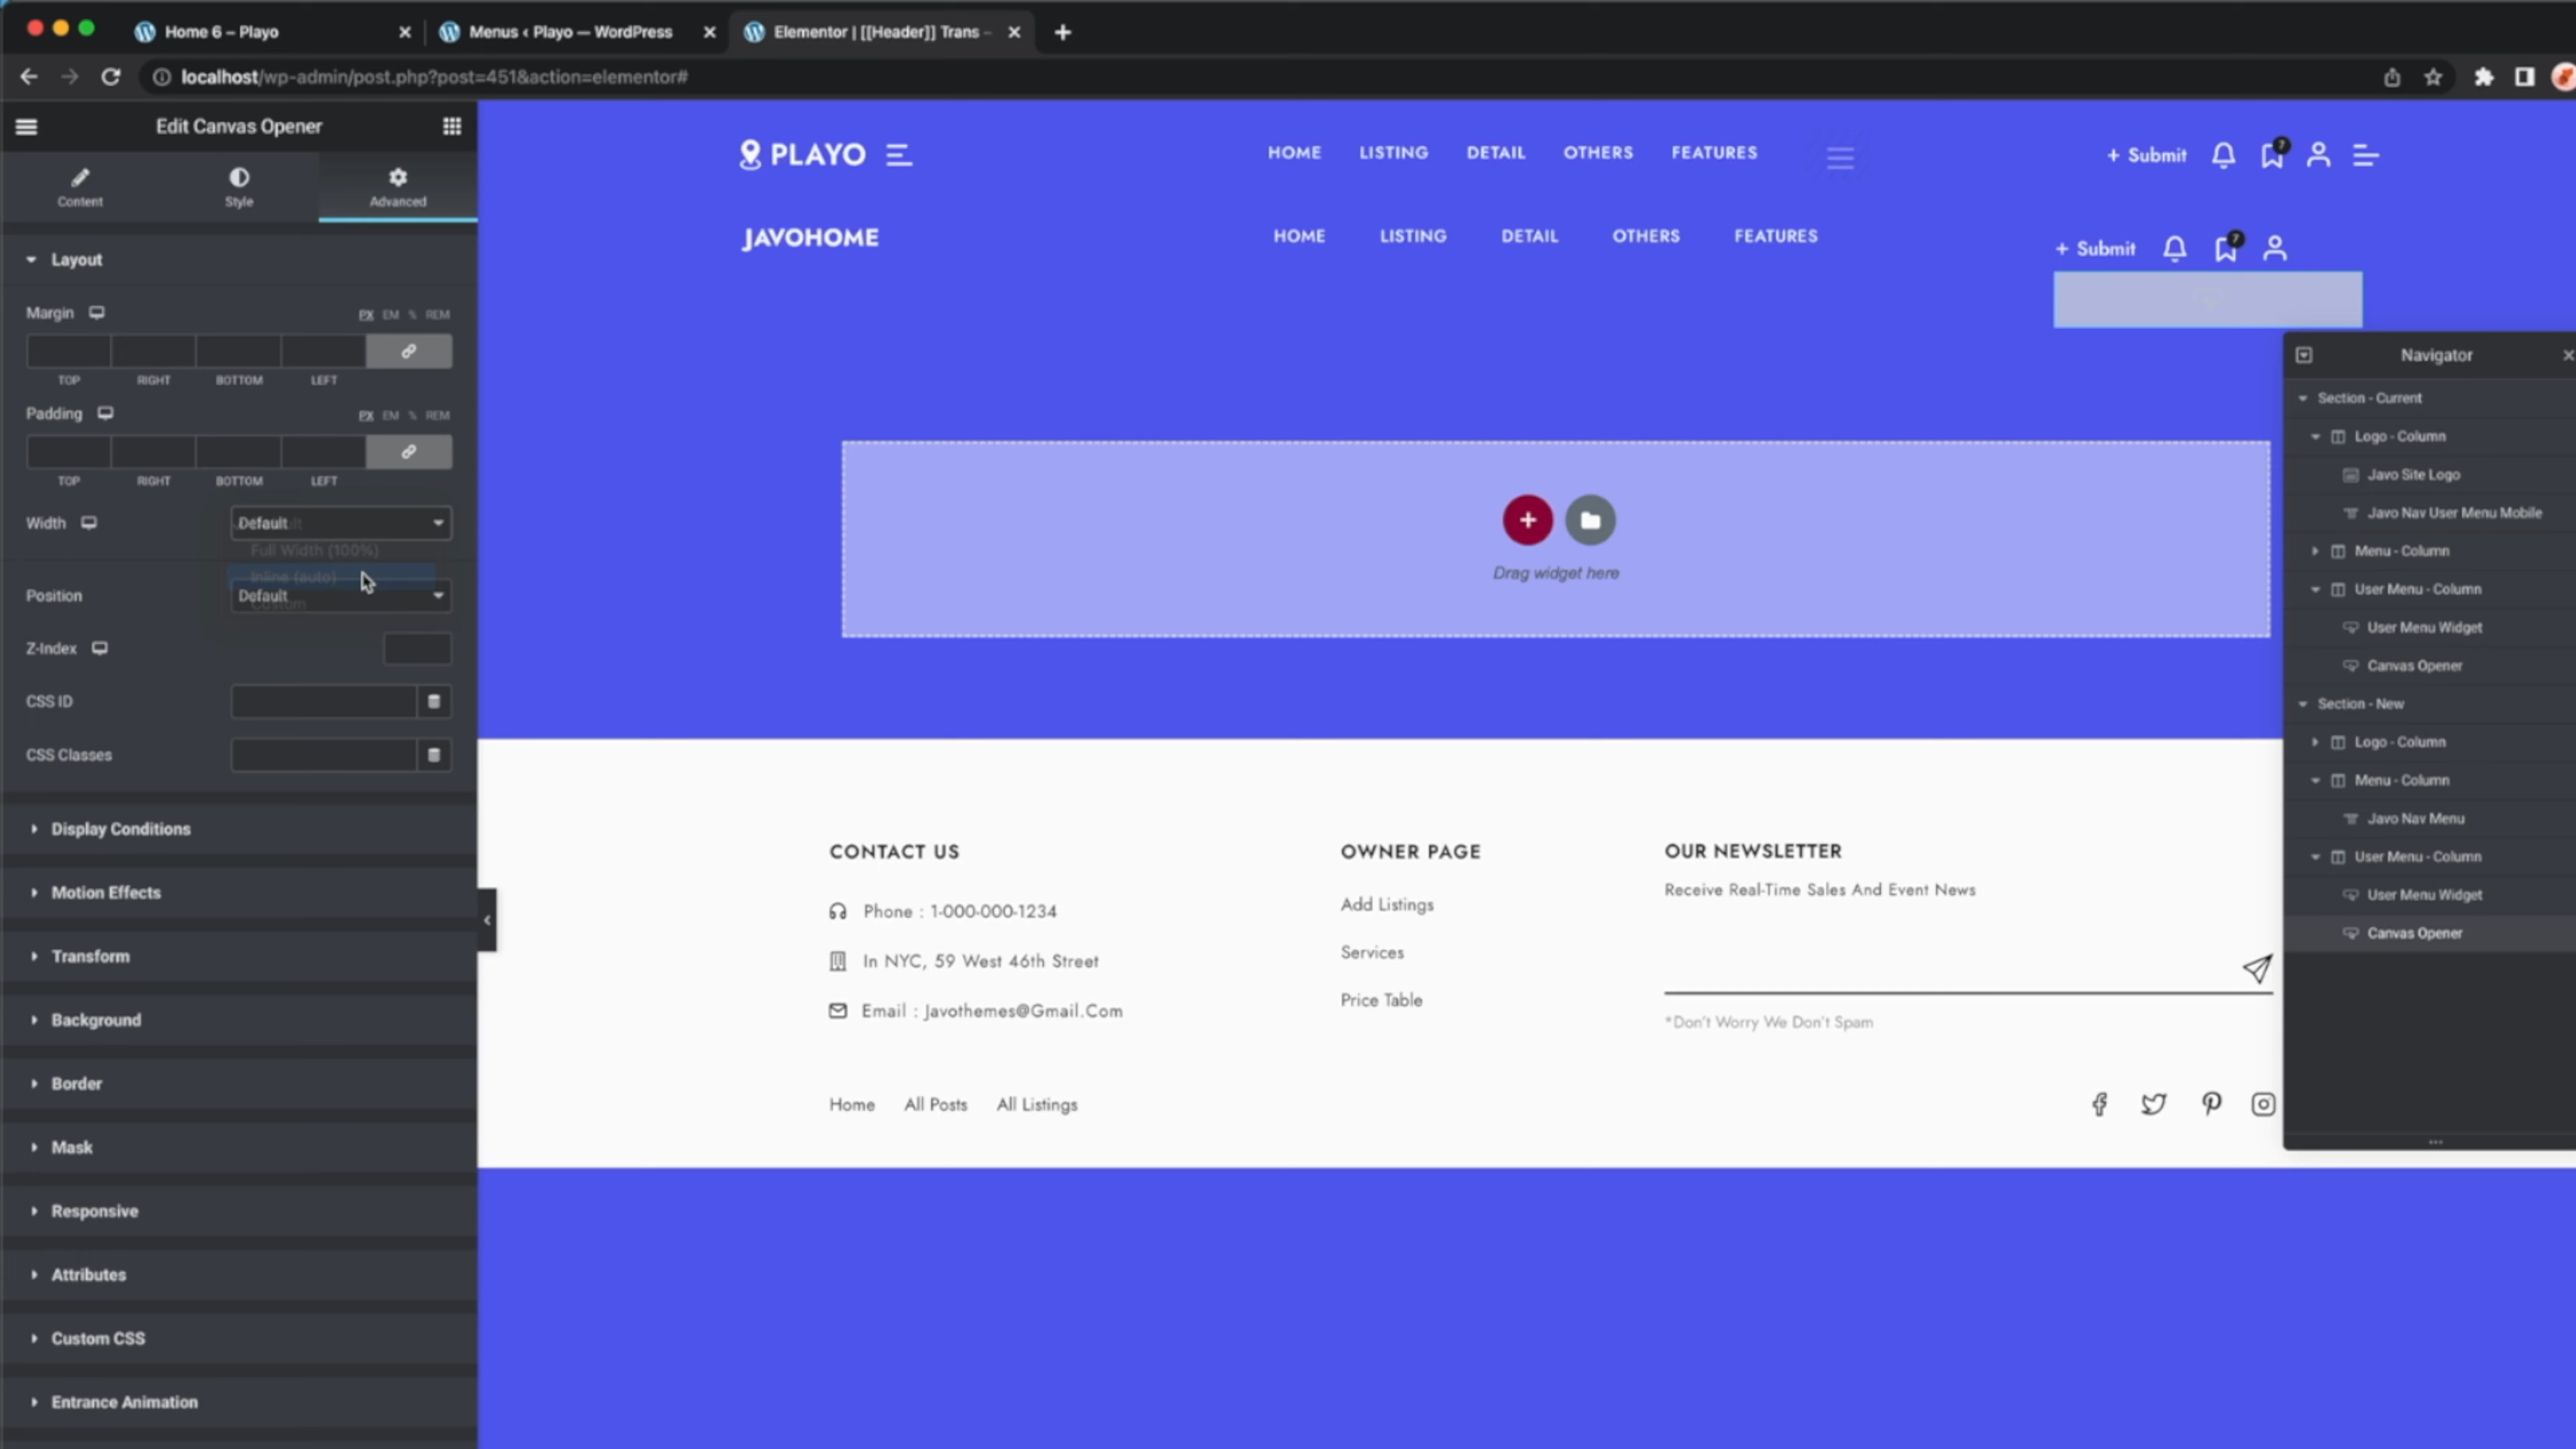 Home 6 – Playo
Menus ‹ Playo — WordPress
Elementor | [[Header]] Trans -
localhost/wp-admin/post.php?post=451&action=elementor#
Edit Canvas Opener
Content
Style
Advanced
Layout
Margin
PX EM % REM
TOP RIGHT BOTTOM LEFT
Padding
PX EM % REM
TOP RIGHT BOTTOM LEFT
Width
Default
Full Width (100%)
Inline (auto)
Custom
Position
Default
Z-Index
CSS ID
CSS Classes
Display Conditions
Motion Effects
Transform
Background
Border
Mask
Responsive
Attributes
Custom CSS
Entrance Animation
PLAYO
HOME LISTING DETAIL OTHERS FEATURES
+ Submit
7
JAVOHOME
HOME LISTING DETAIL OTHERS FEATURES
+ Submit
7
Drag widget here
CONTACT US
Phone : 1-000-000-1234
In NYC, 59 West 46th Street
Email : Javothemes@Gmail.Com
OWNER PAGE
Add Listings
Services
Price Table
OUR NEWSLETTER
Receive Real-Time Sales And Event News
*Don't Worry We Don't Spam
Home All Posts All Listings
Navigator
Section - Current
Logo - Column
Javo Site Logo
Javo Nav User Menu Mobile
Menu - Column
User Menu - Column
User Menu Widget
Canvas Opener
Section - New
Logo - Column
Menu - Column
Javo Nav Menu
User Menu - Column
User Menu Widget
Canvas Opener